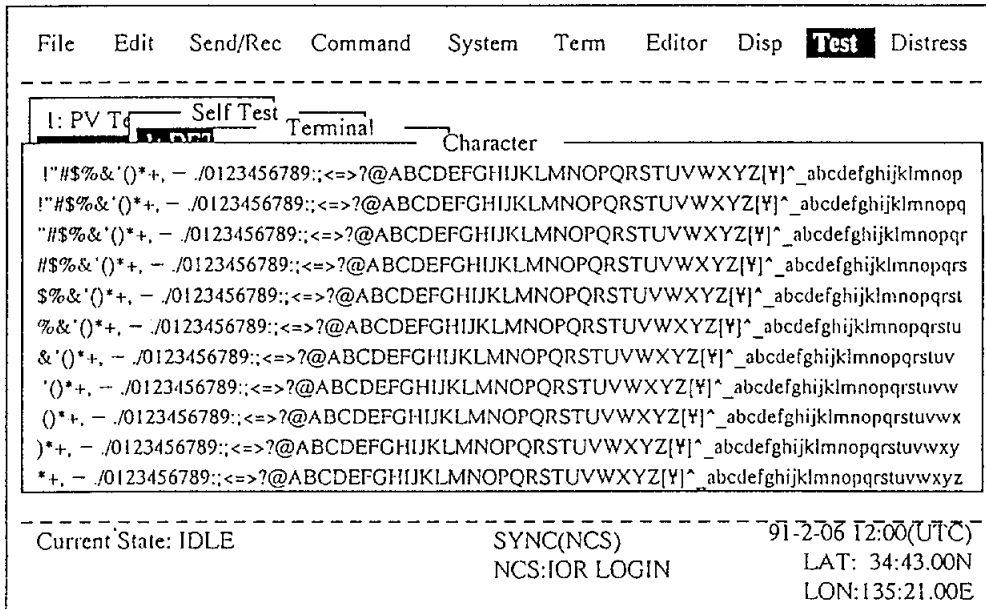 File Edit Send/Rec Command System Term Editor Disp Test Distress
1: PV Te
Self Test
Terminal
Character
!"#$%&'()*+, − ./0123456789:;<=>?@ABCDEFGHIJKLMNOPQRSTUVWXYZ[¥]^_abcdefghijklmnop
!"#$%&'()*+, − ./0123456789:;<=>?@ABCDEFGHIJKLMNOPQRSTUVWXYZ[¥]^_abcdefghijklmnopq
"#$%&'()*+, − ./0123456789:;<=>?@ABCDEFGHIJKLMNOPQRSTUVWXYZ[¥]^_abcdefghijklmnopqr
#$%&'()*+, − ./0123456789:;<=>?@ABCDEFGHIJKLMNOPQRSTUVWXYZ[¥]^_abcdefghijklmnopqrs
$%&'()*+, − ./0123456789:;<=>?@ABCDEFGHIJKLMNOPQRSTUVWXYZ[¥]^_abcdefghijklmnopqrst
%&'()*+, − ./0123456789:;<=>?@ABCDEFGHIJKLMNOPQRSTUVWXYZ[¥]^_abcdefghijklmnopqrstu
&'()*+, − ./0123456789:;<=>?@ABCDEFGHIJKLMNOPQRSTUVWXYZ[¥]^_abcdefghijklmnopqrstuv
'()*+, − ./0123456789:;<=>?@ABCDEFGHIJKLMNOPQRSTUVWXYZ[¥]^_abcdefghijklmnopqrstuvw
()*+, − ./0123456789:;<=>?@ABCDEFGHIJKLMNOPQRSTUVWXYZ[¥]^_abcdefghijklmnopqrstuvwx
)*+, − ./0123456789:;<=>?@ABCDEFGHIJKLMNOPQRSTUVWXYZ[¥]^_abcdefghijklmnopqrstuvwxy
*+, − ./0123456789:;<=>?@ABCDEFGHIJKLMNOPQRSTUVWXYZ[¥]^_abcdefghijklmnopqrstuvwxyz
Current State: IDLE SYNC(NCS) 91-2-06 12:00(UTC)
NCS:IOR LOGIN LAT: 34:43.00N
LON:135:21.00E